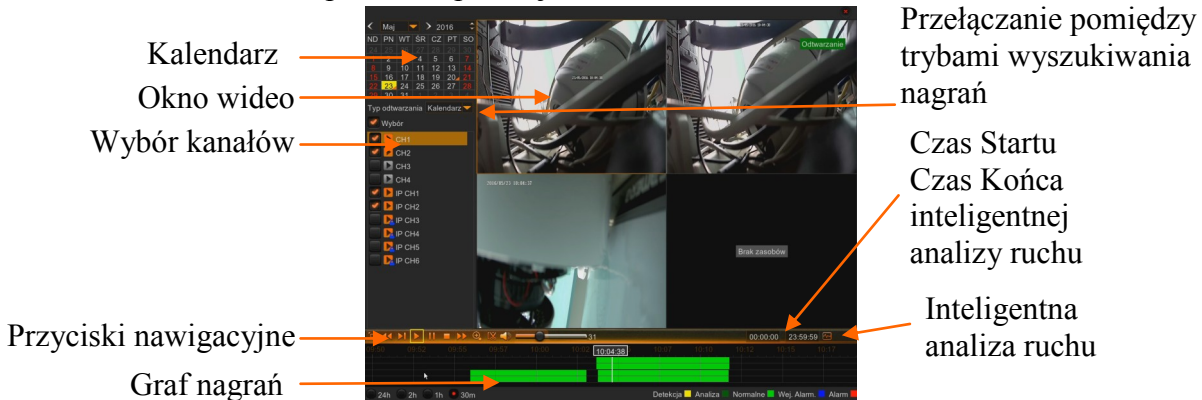 Kalendarz
Okno wideo
Wybór kanałów
Przyciski nawigacyjne
Graf nagrań
Maj 2016
ND PN WT ŚR CZ PT SO
4 5 6 7
8 9 10 11 12 13 14
15 16 17 18 19 20 21
22 23 24 25 26 27 28
29 30 31
Typ odtwarzania Kalendarz
Wybór
CH1
CH2
CH3
CH4
IP CH1
IP CH2
IP CH3
IP CH4
IP CH5
IP CH6
Odtwarzanie
Brak zasobów
31
00:00:00 23:59:59
10:04:38
24h 2h 1h 30m
Detekcja Analiza Normalne Wej. Alarm. Alarm
Przełączanie pomiędzy
trybami wyszukiwania
nagrań
Czas Startu
Czas Końca
inteligentnej
analizy ruchu
Inteligentna
analiza ruchu